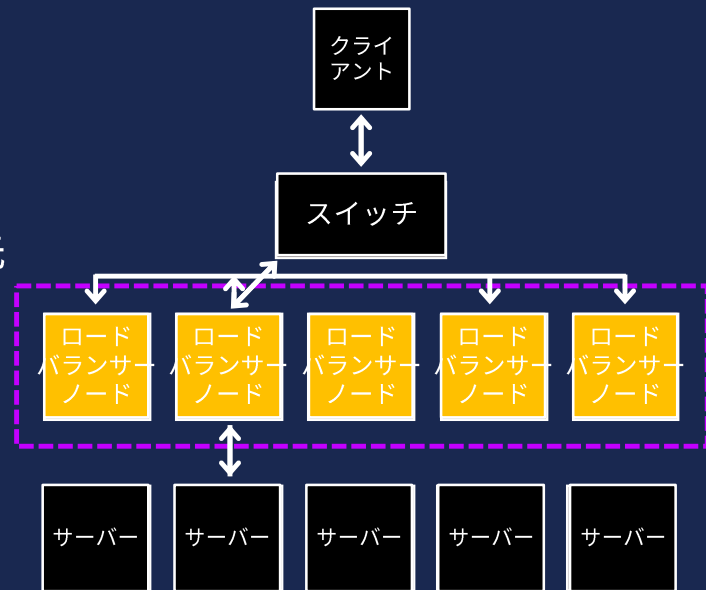 クライ
アント
スイッチ
ロード
バランサー
ノード
ロード
バランサー
ノード
ロード
バランサー
ノード
ロード
バランサー
ノード
ロード
バランサー
ノード
サーバー
サーバー
サーバー
サーバー
サーバー